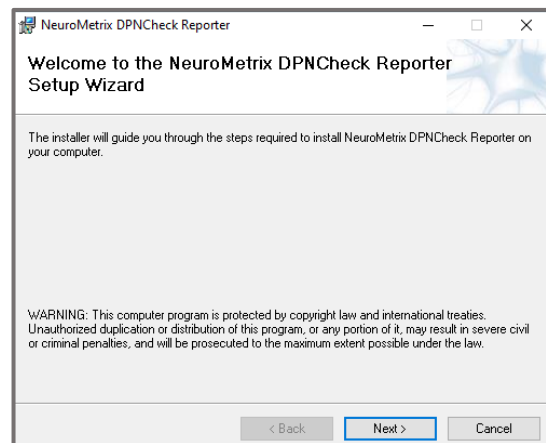 NeuroMetrix DPNCheck Reporter
Welcome to the NeuroMetrix DPNCheck Reporter
Setup Wizard
The installer will guide you through the steps required to install NeuroMetrix DPNCheck Reporter on
your computer.
WARNING: This computer program is protected by copyright law and international treaties.
Unauthorized duplication or distribution of this program, or any portion of it, may result in severe civil
or criminal penalties, and will be prosecuted to the maximum extent possible under the law.
< Back Next > Cancel